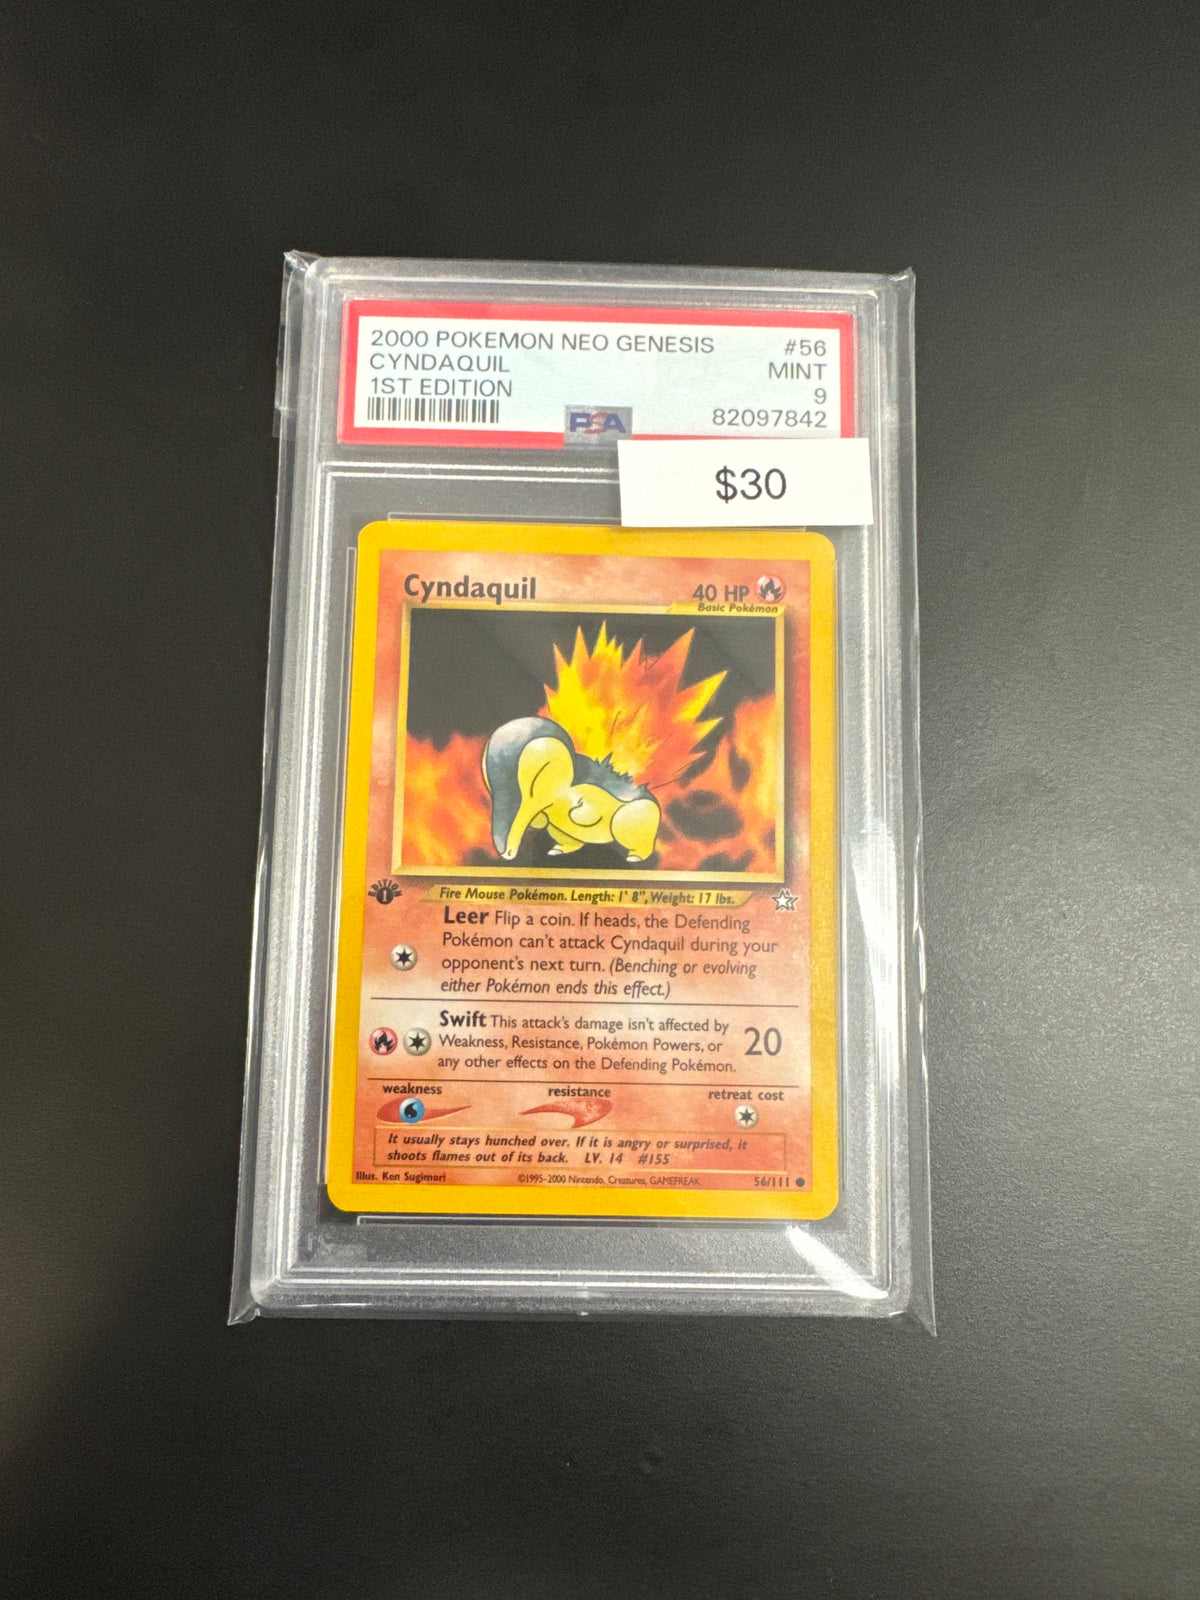 2000 POKEMON NEO GENESIS #56
CYNDAQUIL MINT
1ST EDITION 9
PSA 82097842
$30
Cyndaquil 40 HP
Basic Pokémon
EDITION
1
Fire Mouse Pokémon. Length: 1' 8", Weight: 17 lbs.
N
Leer Flip a coin. If heads, the Defending
Pokémon can't attack Cyndaquil during your
opponent's next turn. (Benching or evolving
either Pokémon ends this effect.)
Swift This attack's damage isn't affected by
Weakness, Resistance, Pokémon Powers, or 20
any other effects on the Defending Pokémon.
weakness resistance retreat cost
It usually stays hunched over. If it is angry or surprised, it
shoots flames out of its back. LV. 14 #155
Illus. Ken Sugimori ©1995-2000 Nintendo, Creatures, GAMEFREAK. 56/111